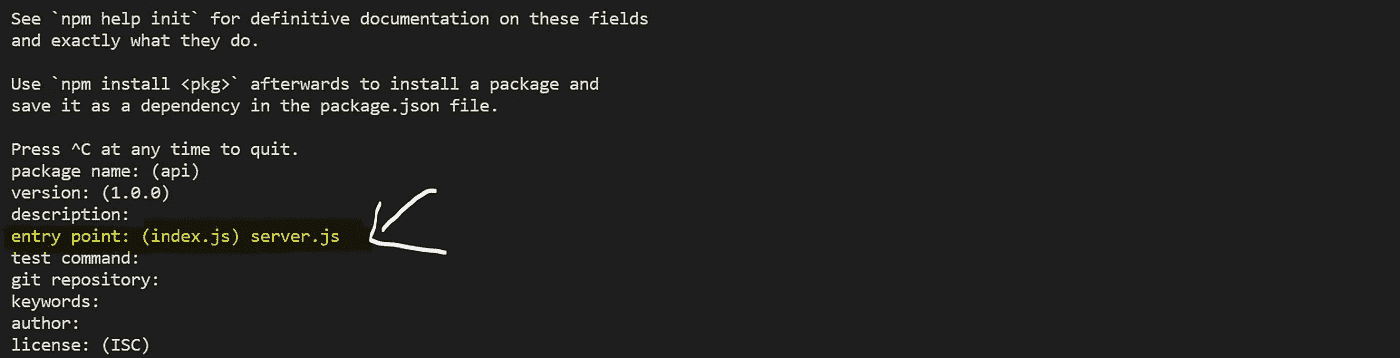 See `npm help init` for definitive documentation on these fields
and exactly what they do.
Use `npm install <pkg>` afterwards to install a package and
save it as a dependency in the package.json file.
Press ^C at any time to quit.
package name: (api)
version: (1.0.0)
description:
entry point: (index.js) server.js
test command:
git repository:
keywords:
author:
license: (ISC)